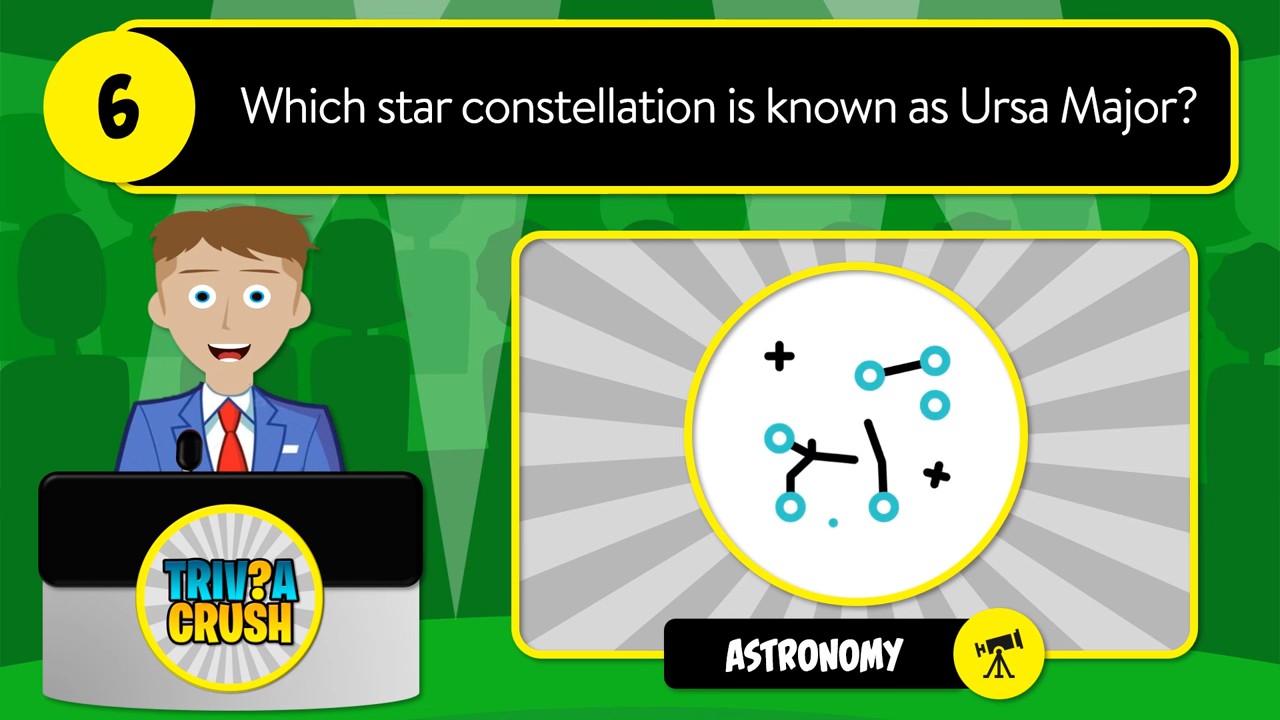 6
Which star constellation is known as Ursa Major?
TRIV?A
CRUSH
ASTRONOMY